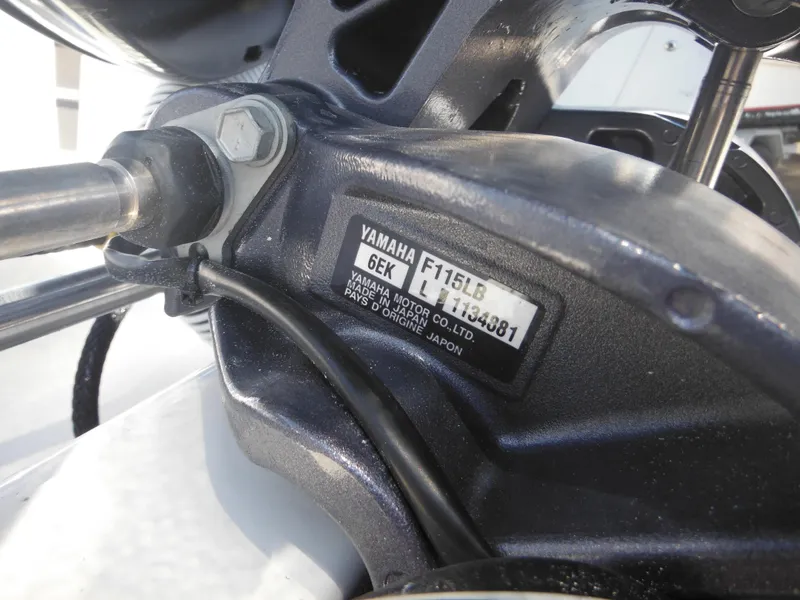 YAMAHA F115LB
6EK L 1134381
YAMAHA MOTOR CO.,LTD.
MADE IN JAPAN
PAYS D'ORIGINE JAPON